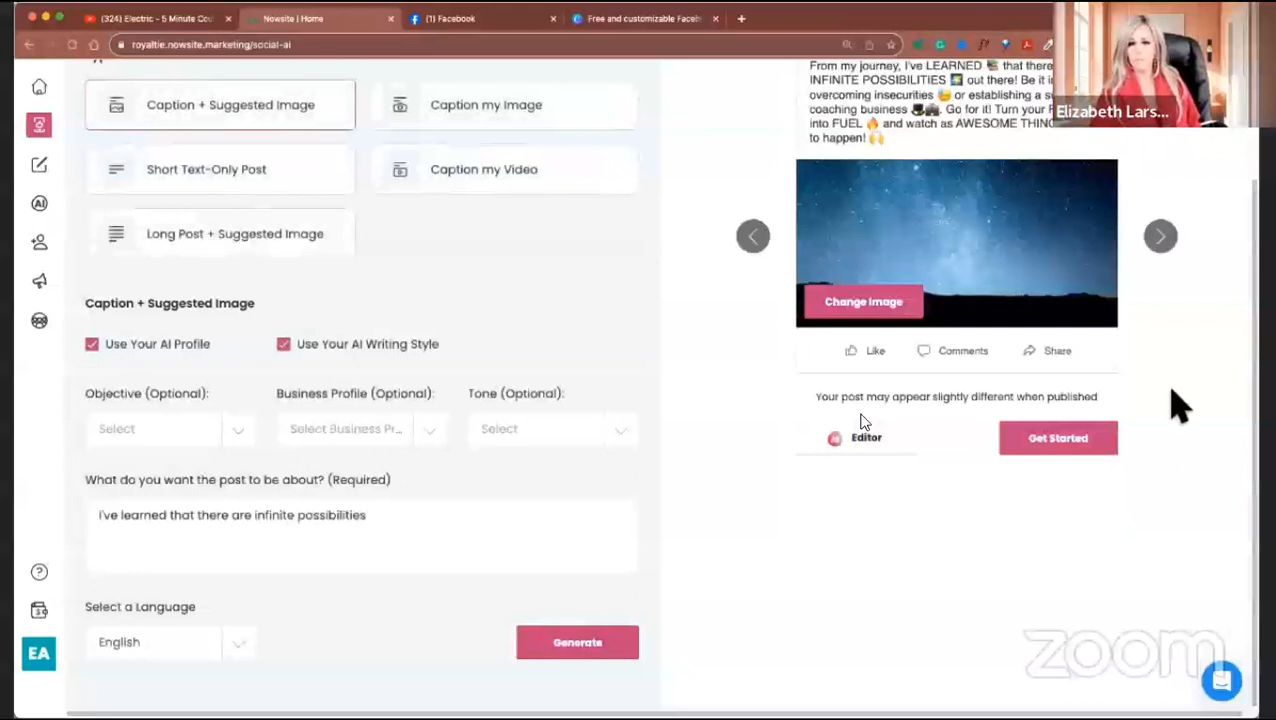 (324) Electric - 5 Minute Cou
Nowsite | Home
(1) Facebook
Free and customizable Faceb
royaltie.nowsite.marketing/social-ai
Caption + Suggested Image
Caption my Image
Short Text-Only Post
Caption my Video
Long Post + Suggested Image
Caption + Suggested Image
Use Your AI Profile
Use Your AI Writing Style
Objective (Optional):
Business Profile (Optional):
Tone (Optional):
Select
Select Business Pr...
Select
What do you want the post to be about? (Required)
I've learned that there are infinite possibilities
Select a Language
English
Generate
AI
EA
From my journey, I've LEARNED 📚 that there
INFINITE POSSIBILITIES 🌌 out there! Be it in
overcoming insecurities 💪 or establishing a su
coaching business 🎩💼. Go for it! Turn your F
into FUEL 🔥 and watch as AWESOME THING
to happen! 🙌
Change Image
Like
Comments
Share
Your post may appear slightly different when published
Editor
Get Started
Elizabeth Lars...
zoom